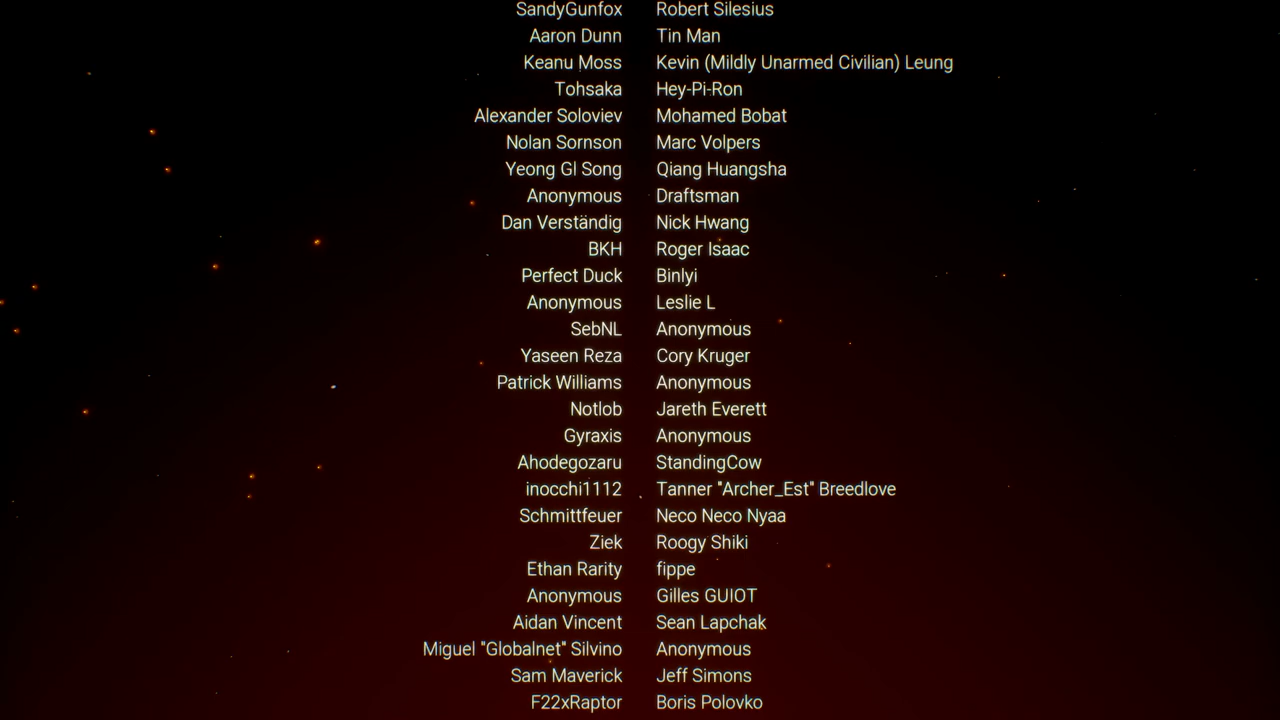 SandyGunfox Robert Silesius
Aaron Dunn Tin Man
Keanu Moss Kevin (Mildly Unarmed Civilian) Leung
Tohsaka Hey-Pi-Ron
Alexander Soloviev Mohamed Bobat
Nolan Sornson Marc Volpers
Yeong Gl Song Qiang Huangsha
Anonymous Draftsman
Dan Verständig Nick Hwang
BKH Roger Isaac
Perfect Duck Binlyi
Anonymous Leslie L
SebNL Anonymous
Yaseen Reza Cory Kruger
Patrick Williams Anonymous
Notlob Jareth Everett
Gyraxis Anonymous
Ahodegozaru StandingCow
inocchi1112 Tanner "Archer_Est" Breedlove
Schmittfeuer Neco Neco Nyaa
Ziek Roogy Shiki
Ethan Rarity fippe
Anonymous Gilles GUIOT
Aidan Vincent Sean Lapchak
Miguel "Globalnet" Silvino Anonymous
Sam Maverick Jeff Simons
F22xRaptor Boris Polovko